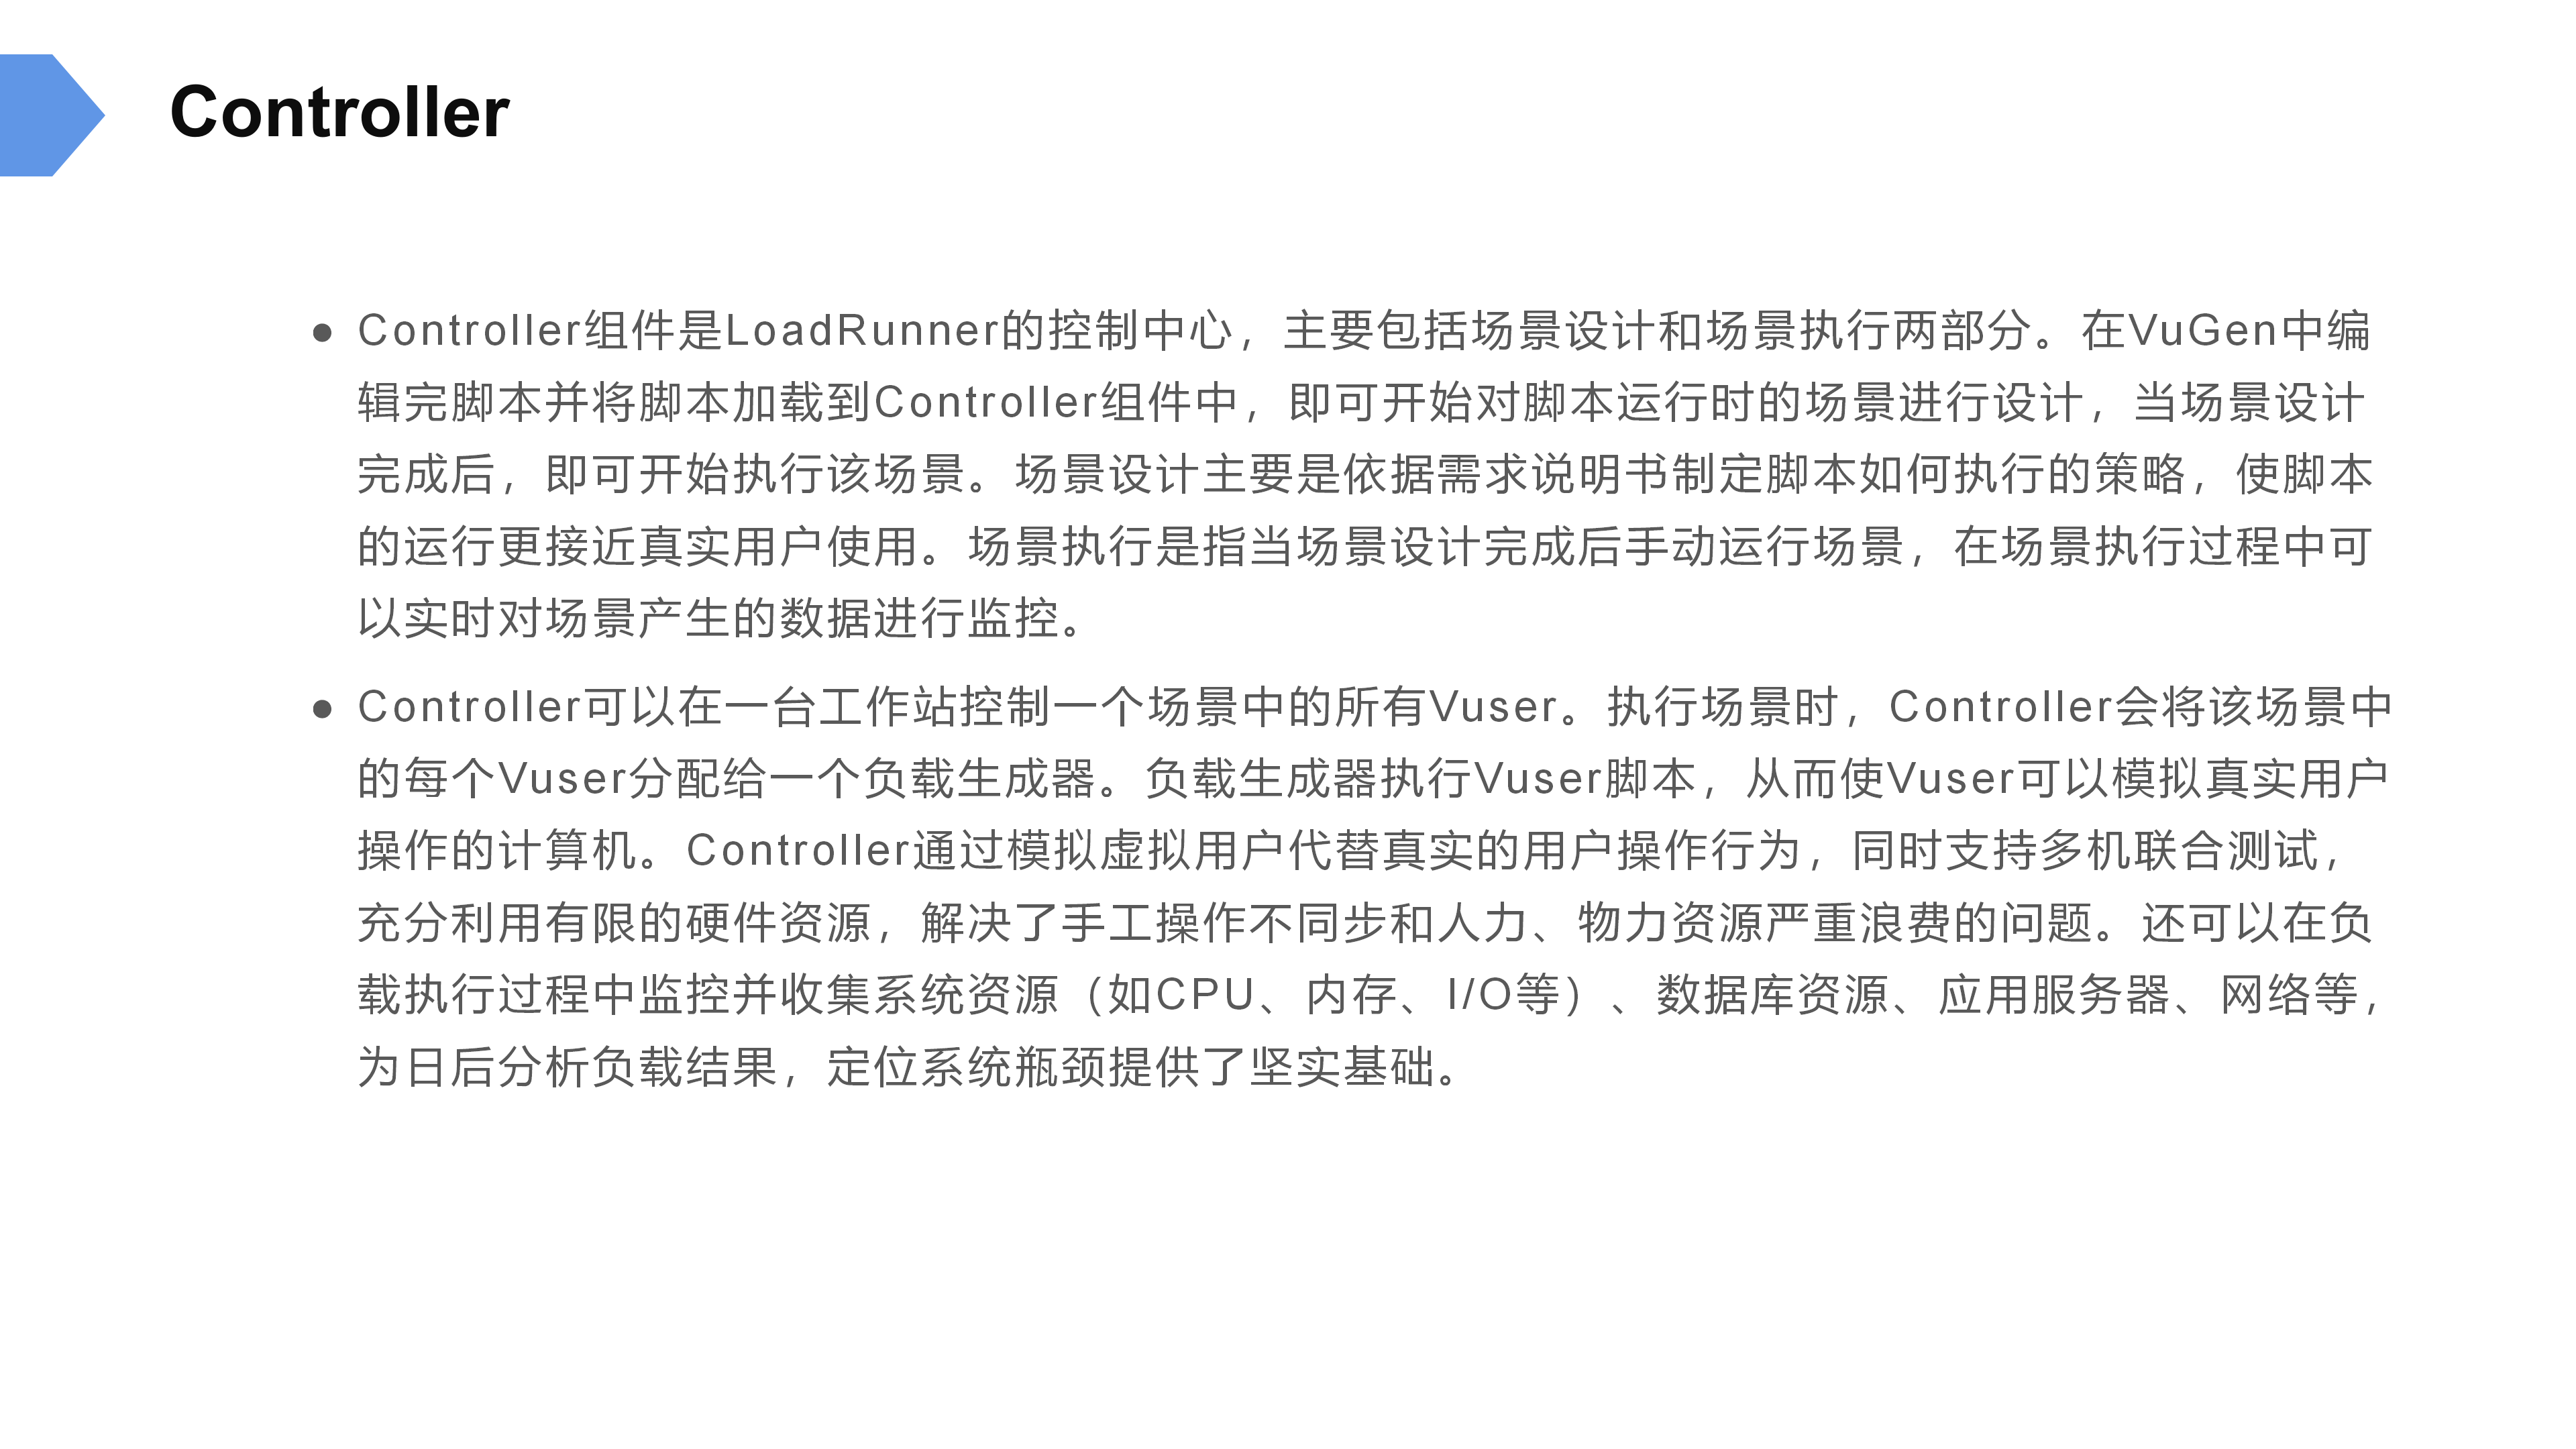 Controller
● Controller组件是LoadRunner的控制中心，主要包括场景设计和场景执行两部分。在VuGen中编
辑完脚本并将脚本加载到Controller组件中，即可开始对脚本运行时的场景进行设计，当场景设计
完成后，即可开始执行该场景。场景设计主要是依据需求说明书制定脚本如何执行的策略，使脚本
的运行更接近真实用户使用。场景执行是指当场景设计完成后手动运行场景，在场景执行过程中可
以实时对场景产生的数据进行监控。
● Controller可以在一台工作站控制一个场景中的所有Vuser。执行场景时，Controller会将该场景中
的每个Vuser分配给一个负载生成器。负载生成器执行Vuser脚本，从而使Vuser可以模拟真实用户
操作的计算机。Controller通过模拟虚拟用户代替真实的用户操作行为，同时支持多机联合测试，
充分利用有限的硬件资源，解决了手工操作不同步和人力、物力资源严重浪费的问题。还可以在负
载执行过程中监控并收集系统资源（如CPU、内存、I/O等）、数据库资源、应用服务器、网络等，
为日后分析负载结果，定位系统瓶颈提供了坚实基础。